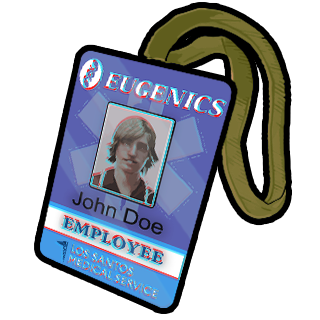 EUGENICS
John Doe
EMPLOYEE
LOS SANTOS
MEDICAL SERVICE